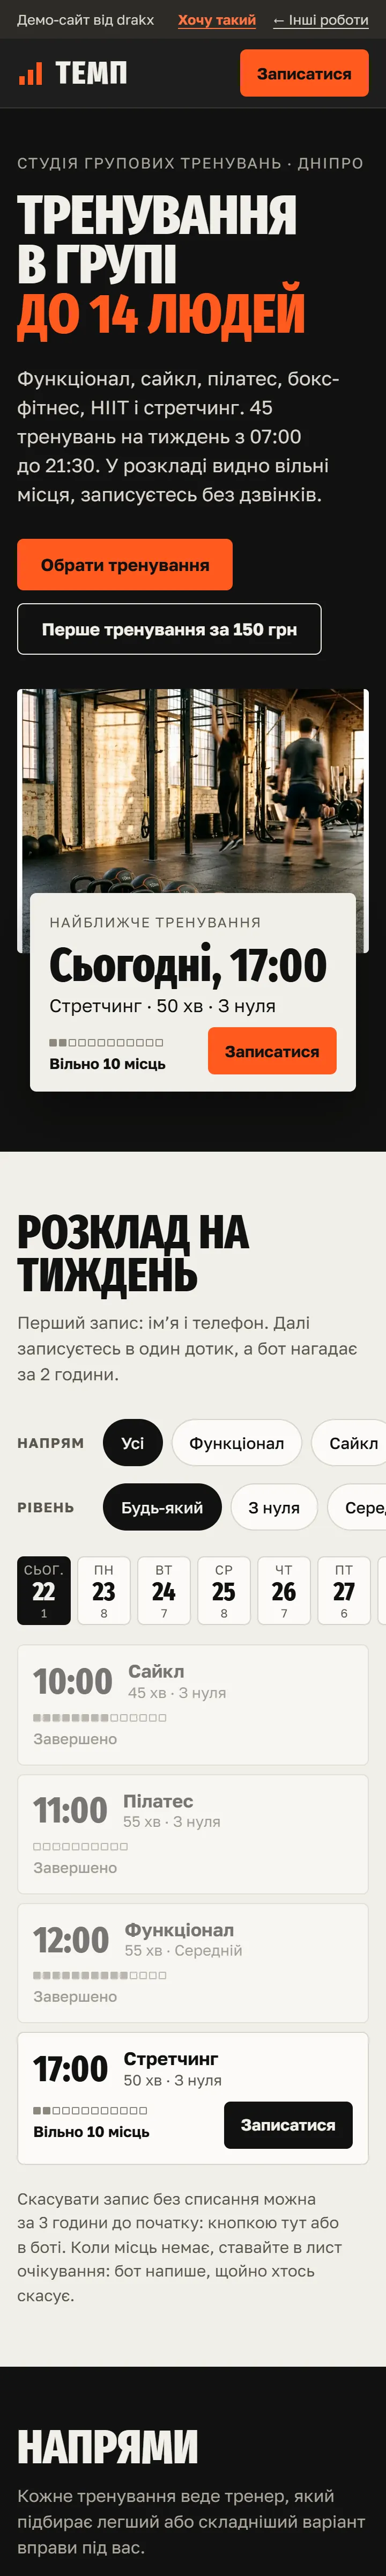 Демо-сайт від drakx Хочу такий ← Інші роботи
ТЕМП
Записатися
СТУДІЯ ГРУПОВИХ ТРЕНУВАНЬ · ДНІПРО
ТРЕНУВАННЯ
В ГРУПІ
ДО 14 ЛЮДЕЙ
Функціонал, сайкл, пілатес, бокс-
фітнес, HIIT і стретчинг. 45
тренувань на тиждень з 07:00
до 21:30. У розкладі видно вільні
місця, записуєтесь без дзвінків.
Обрати тренування
Перше тренування за 150 грн
НАЙБЛИЖЧЕ ТРЕНУВАННЯ
Сьогодні, 17:00
Стретчинг · 50 хв · З нуля
Вільно 10 місць
Записатися
РОЗКЛАД НА
ТИЖДЕНЬ
Перший запис: ім’я і телефон. Далі
записуєтесь в один дотик, а бот нагадає
за 2 години.
НАПРЯМ Усі Функціонал Сайкл
РІВЕНЬ Будь-який З нуля Серед
СЬОГ. ПН ВТ СР ЧТ ПТ
22 23 24 25 26 27
1 8 7 8 7 6
10:00 Сайкл
45 хв · З нуля
Завершено
11:00 Пілатес
55 хв · З нуля
Завершено
12:00 Функціонал
55 хв · Середній
Завершено
17:00 Стретчинг
50 хв · З нуля
Вільно 10 місць
Записатися
Скасувати запис без списання можна
за 3 години до початку: кнопкою тут або
в боті. Коли місць немає, ставайте в лист
очікування: бот напише, щойно хтось
скасує.
НАПРЯМИ
Кожне тренування веде тренер, який
підбирає легший або складніший варіант
вправи під вас.